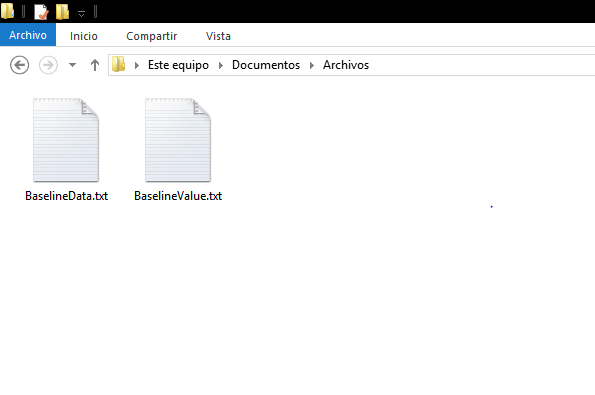 Archivo Inicio Compartir Vista
Este equipo Documentos Archivos
BaselineData.txt BaselineValue.txt